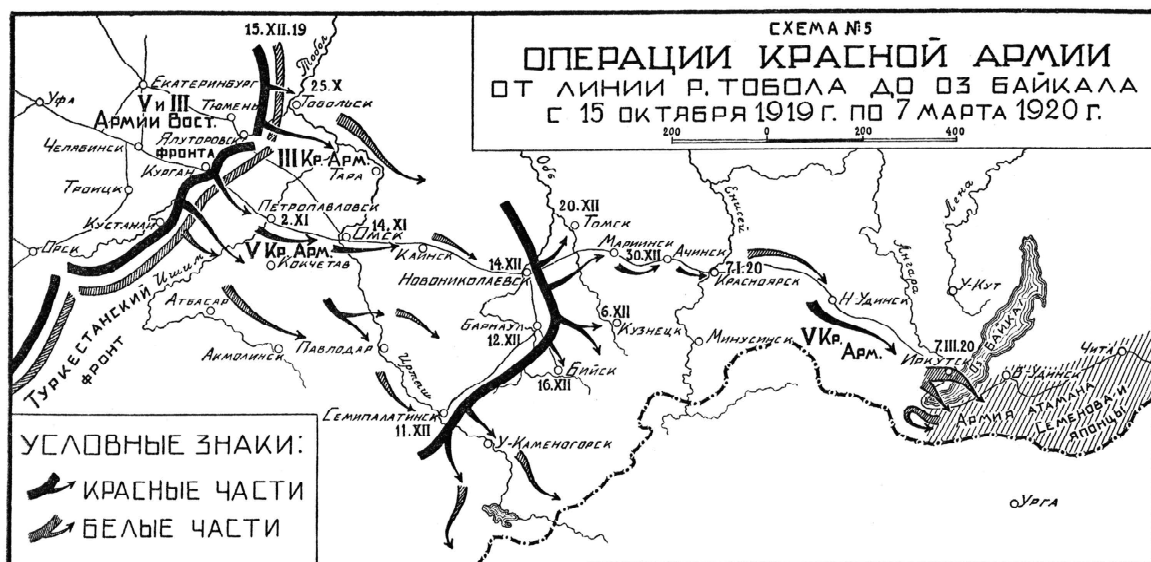 СХЕМА №5
ОПЕРАЦИИ КРАСНОЙ АРМИИ
ОТ ЛИНИИ Р. ТОБОЛА ДО ОЗ БАЙКАЛА
С 15 ОКТЯБРЯ 1919 Г. ПО 7 МАРТА 1920 Г.
200 0 200 400
15.XII.19
Тобол
25.X
Тобольск
Екатеринбург
Уфа
V и III
Тюмень
Армии Вост.
Ялуторовск
фронта
Челябинск
Курган
III Кр. Арм.
Тара
Троицк
Петропавловск
2.XI
Кустанай
14.XI
Омск
V Кр. Арм.
Каинск
Орск
Ишим
Кокчетав
Атбасар
Туркестанский
фронт
Акмолинск
Павлодар
Иртыш
Семипалатинск
11.XII
У-Каменогорск
Обь
20.XII
Томск
14.XII
Новониколаевск
Мариинск
30.XII
Ачинск
Енисей
7.I.20
Красноярск
Барнаул
12.XII
6.XII
Кузнецк
16.XII
Бийск
Минусинск
Н-Удинск
V Кр.
Арм.
Ангара
Лена
У-Кут
7.III.20
Иркутск
Оз. Байкал
В-Удинск
Чита
Армия атамана
Семенова и
японцы
Урга
УСЛОВНЫЕ ЗНАКИ:
КРАСНЫЕ ЧАСТИ
БЕЛЫЕ ЧАСТИ